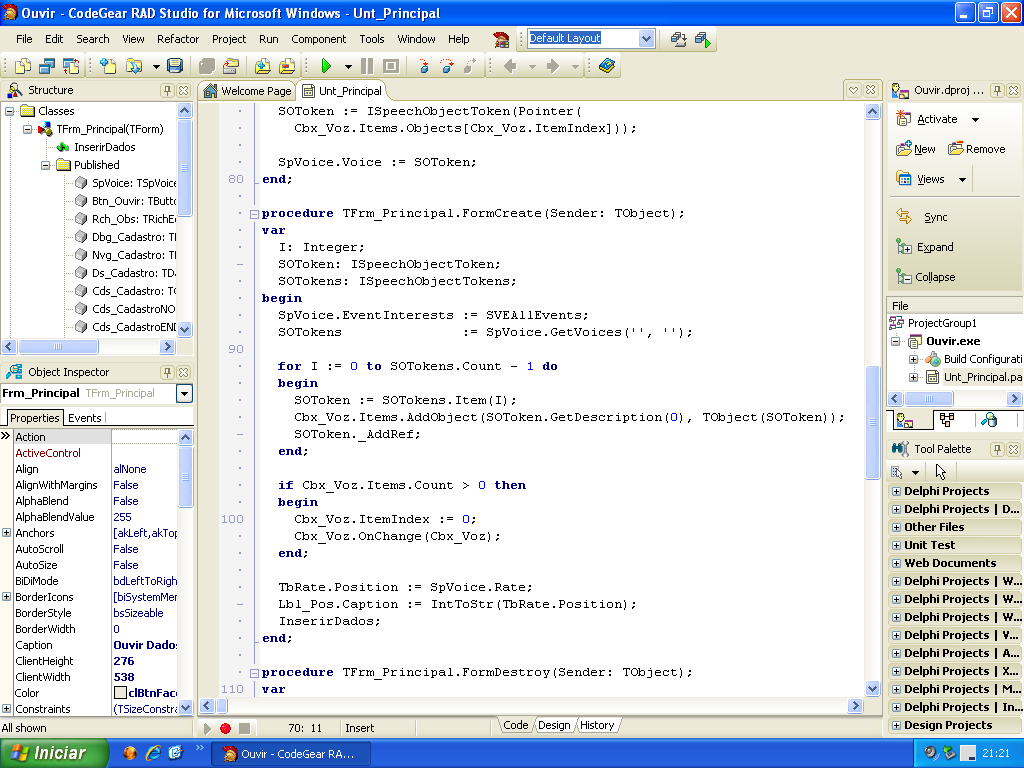 Ouvir - CodeGear RAD Studio for Microsoft Windows - Unt_Principal
File Edit Search View Refactor Project Run Component Tools Window Help
Default Layout
Structure
Classes
TFrm_Principal(TForm)
InserirDados
Published
SpVoice: TSpVoice
Btn_Ouvir: TButto
Rch_Obs: TRichE
Dbg_Cadastro: T
Nvg_Cadastro: T
Ds_Cadastro: TD
Cds_Cadastro: T
Cds_CadastroNO
Cds_CadastroEND
Object Inspector
Frm_Principal TFrm_Principal
Properties Events
Action
ActiveControl
Align alNone
AlignWithMargins False
AlphaBlend False
AlphaBlendValue 255
Anchors [akLeft,akTop
AutoScroll False
AutoSize False
BiDiMode bdLeftToRigh
BorderIcons [biSystemMen
BorderStyle bsSizeable
BorderWidth 0
Caption Ouvir Dados
ClientHeight 276
ClientWidth 538
Color clBtnFace
Constraints (TSizeConstra
All shown
Welcome Page Unt_Principal
SOToken := ISpeechObjectToken(Pointer(
Cbx_Voz.Items.Objects[Cbx_Voz.ItemIndex]));
SpVoice.Voice := SOToken;
80 end;
procedure TFrm_Principal.FormCreate(Sender: TObject);
var
I: Integer;
SOToken: ISpeechObjectToken;
SOTokens: ISpeechObjectTokens;
begin
SpVoice.EventInterests := SVEAllEvents;
SOTokens := SpVoice.GetVoices('', '');
90
for I := 0 to SOTokens.Count - 1 do
begin
SOToken := SOTokens.Item(I);
Cbx_Voz.Items.AddObject(SOToken.GetDescription(0), TObject(SOToken));
SOToken._AddRef;
end;
if Cbx_Voz.Items.Count > 0 then
begin
100 Cbx_Voz.ItemIndex := 0;
Cbx_Voz.OnChange(Cbx_Voz);
end;
TbRate.Position := SpVoice.Rate;
Lbl_Pos.Caption := IntToStr(TbRate.Position);
InserirDados;
end;
procedure TFrm_Principal.FormDestroy(Sender: TObject);
110 var
70: 11 Insert
Code Design History
Ouvir.dproj ...
Activate
New Remove
Views
Sync
Expand
Collapse
File
ProjectGroup1
Ouvir.exe
Build Configurati
Unt_Principal.pa
Tool Palette
Delphi Projects
Delphi Projects | D...
Other Files
Unit Test
Web Documents
Delphi Projects | W...
Delphi Projects | W...
Delphi Projects | W...
Delphi Projects | V...
Delphi Projects | A...
Delphi Projects | X...
Delphi Projects | M...
Delphi Projects | In...
Design Projects
Iniciar
Ouvir - CodeGear RA...
21:21